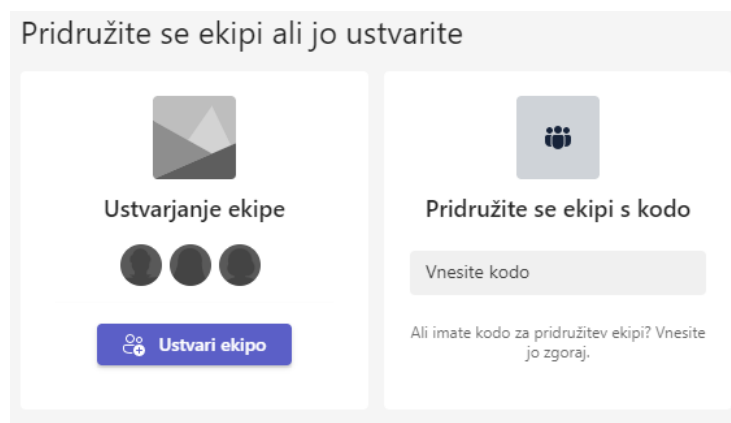 Pridružite se ekipi ali jo ustvarite
Ustvarjanje ekipe
Ustvari ekipo
Pridružite se ekipi s kodo
Vnesite kodo
Ali imate kodo za pridružitev ekipi? Vnesite
jo zgoraj.